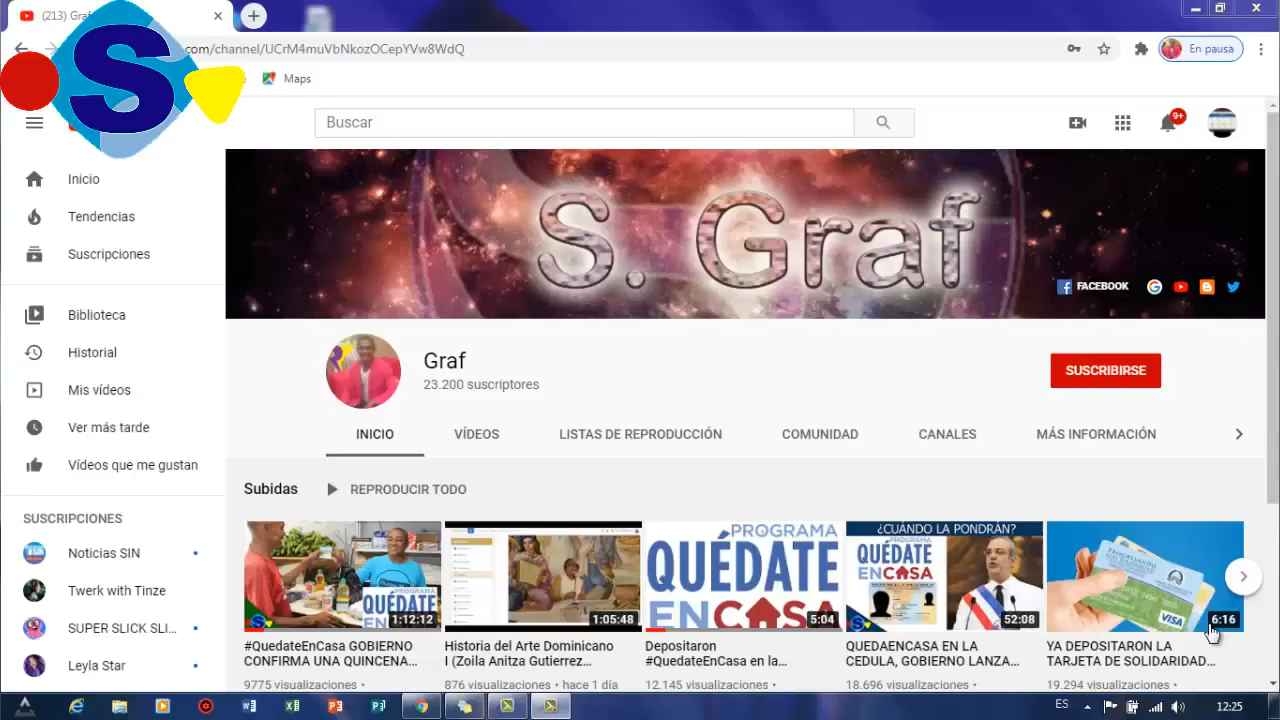 (213) Graf
S
.com/channel/UCrM4muVbNkozOCepYVw8WdQ
En pausa
Maps
Buscar
9+
Inicio
Tendencias
Suscripciones
Biblioteca
Historial
Mis vídeos
Ver más tarde
Vídeos que me gustan
SUSCRIPCIONES
Noticias SIN
Twerk with Tinze
SUPER SLICK SLI...
Leyla Star
S. Graf
FACEBOOK
Graf
23.200 suscriptores
SUSCRIBIRSE
INICIO
VÍDEOS
LISTAS DE REPRODUCCIÓN
COMUNIDAD
CANALES
MÁS INFORMACIÓN
Subidas
REPRODUCIR TODO
QUÉDATE
1:12:12
#QuedateEnCasa GOBIERNO
CONFIRMA UNA QUINCENA...
9775 visualizaciones •
1:05:48
Historia del Arte Dominicano
I (Zoila Anitza Gutierrez...
876 visualizaciones • hace 1 día
PROGRAMA
QUÉDATE
EN CASA
5:04
Depositaron
#QuedateEnCasa en la...
12.145 visualizaciones •
¿CUÁNDO LA PONDRÁN?
PROGRAMA
QUÉDATE
EN CASA
52:08
QUEDAENCASA EN LA
CEDULA, GOBIERNO LANZA...
18.696 visualizaciones •
VISA
6:16
YA DEPOSITARON LA
TARJETA DE SOLIDARIDAD...
19.294 visualizaciones •
ES
12:25